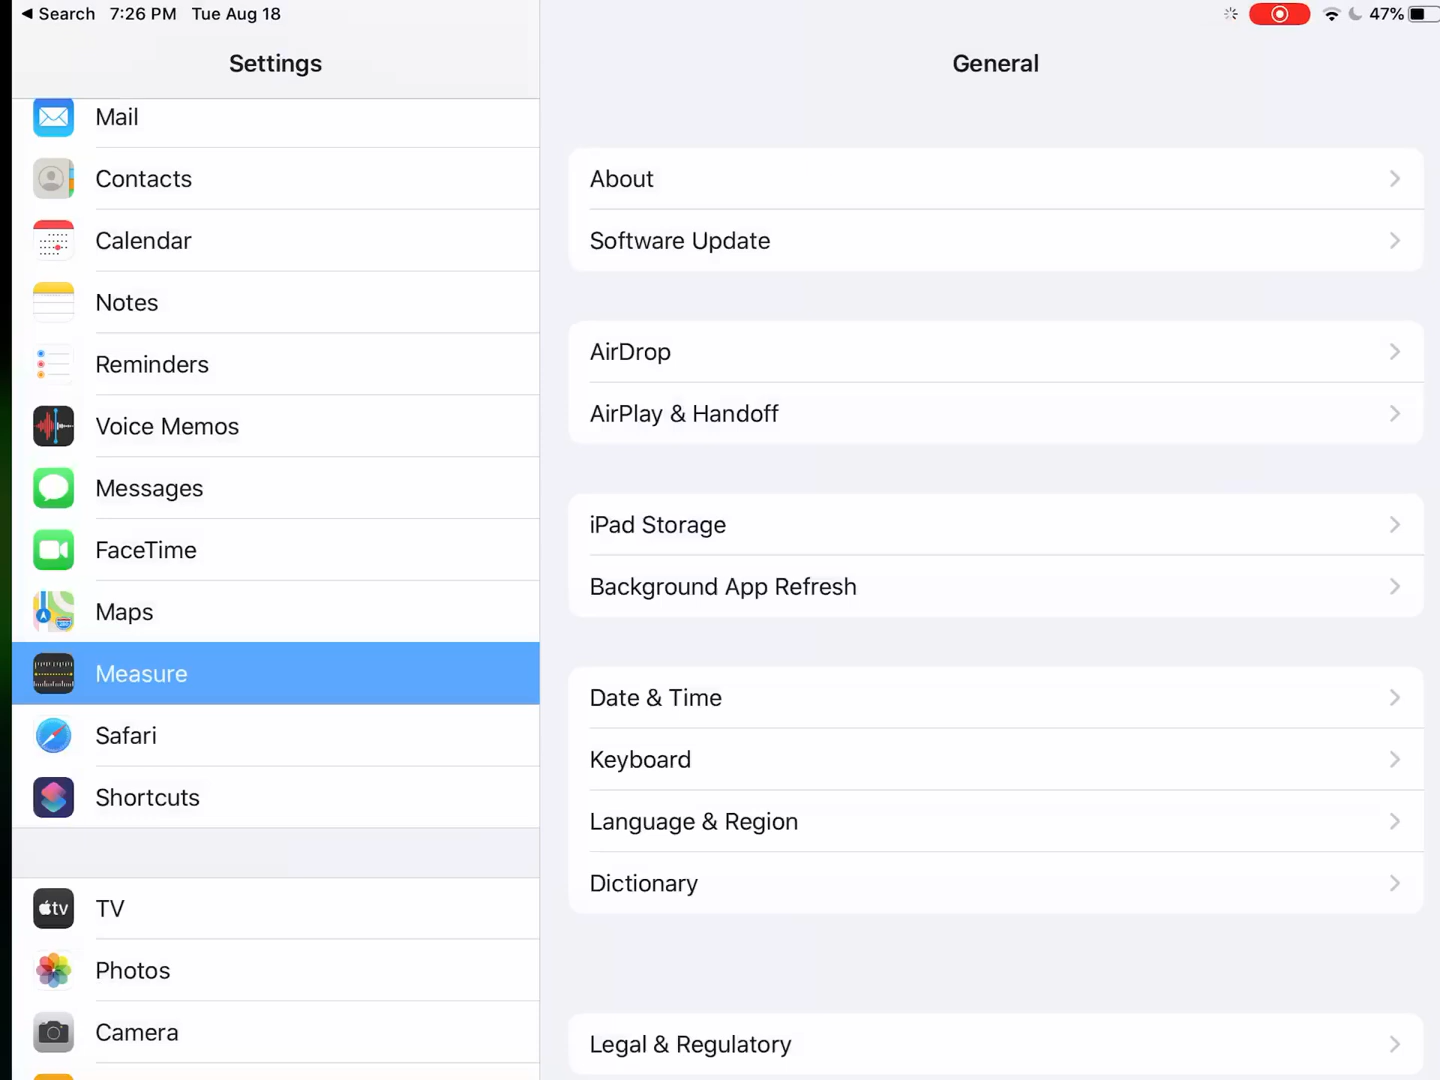 ◀ Search 7:26 PM Tue Aug 18 47%
Settings
Mail
Contacts
Calendar
Notes
Reminders
Voice Memos
Messages
FaceTime
Maps
Measure
Safari
Shortcuts
tv TV
Photos
Camera
General
About
Software Update
AirDrop
AirPlay & Handoff
iPad Storage
Background App Refresh
Date & Time
Keyboard
Language & Region
Dictionary
Legal & Regulatory